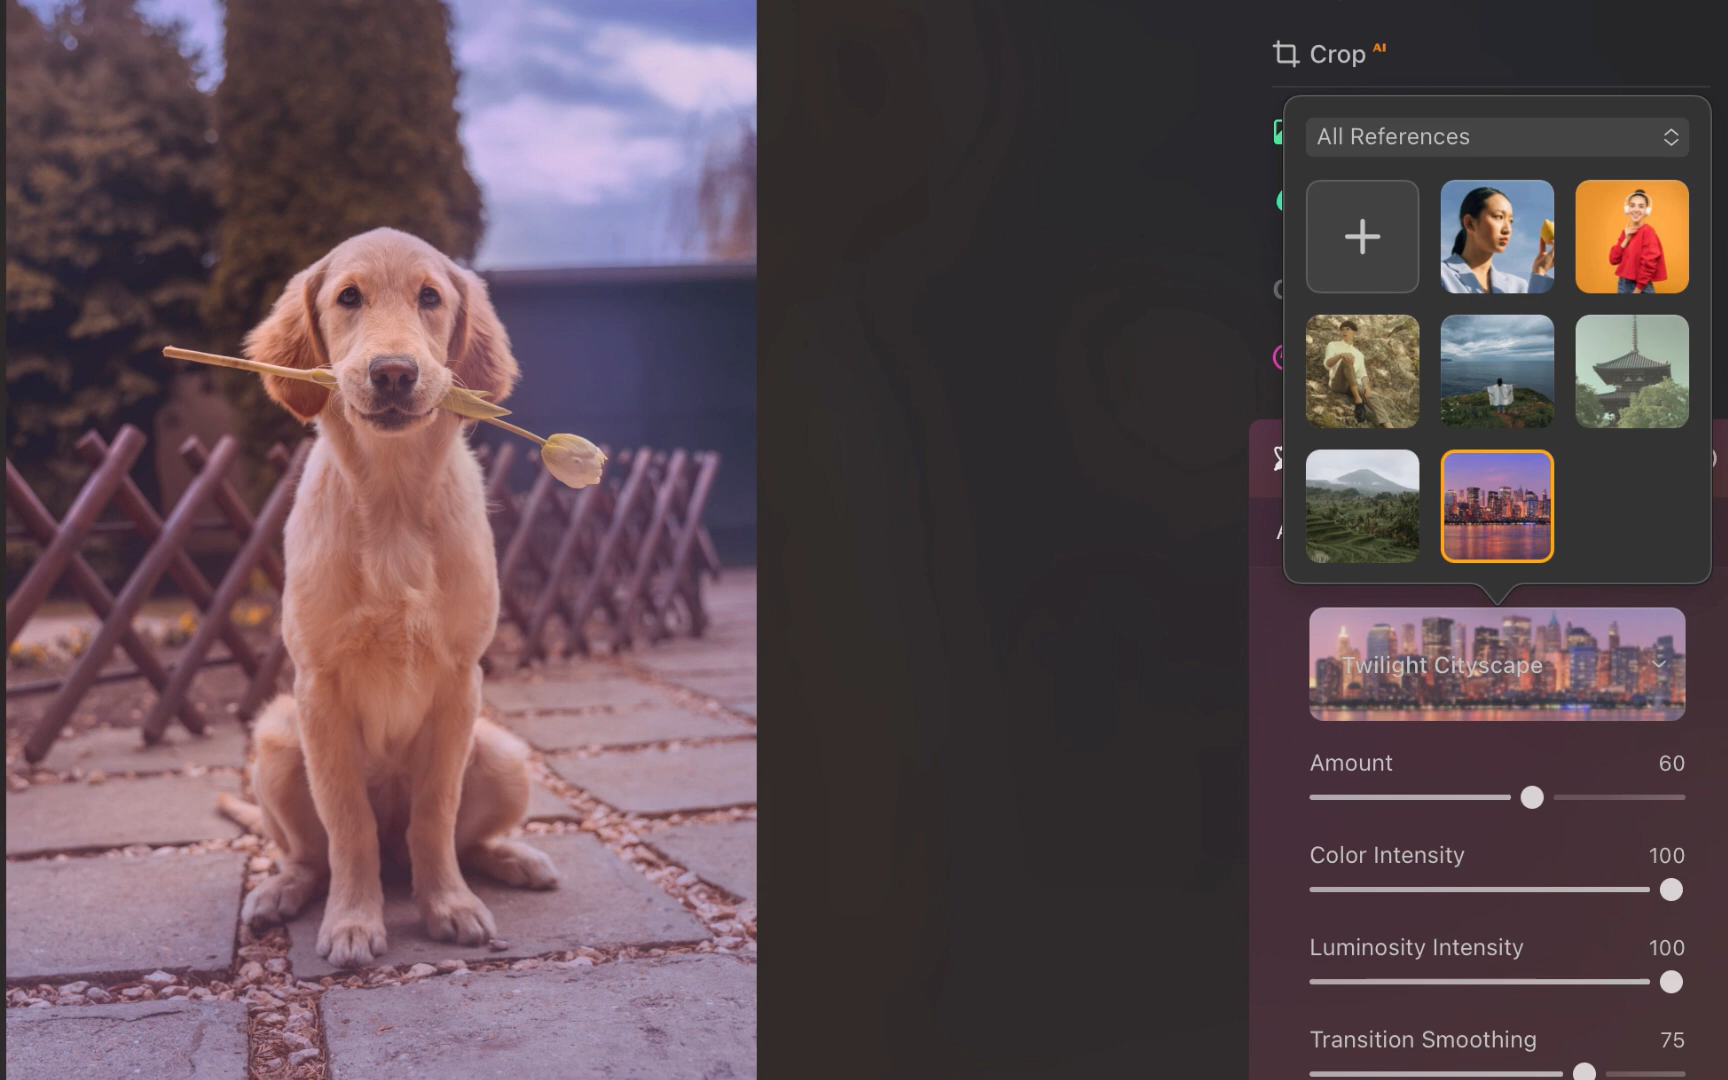 Crop AI
All References
Twilight Cityscape
Amount 60
Color Intensity 100
Luminosity Intensity 100
Transition Smoothing 75